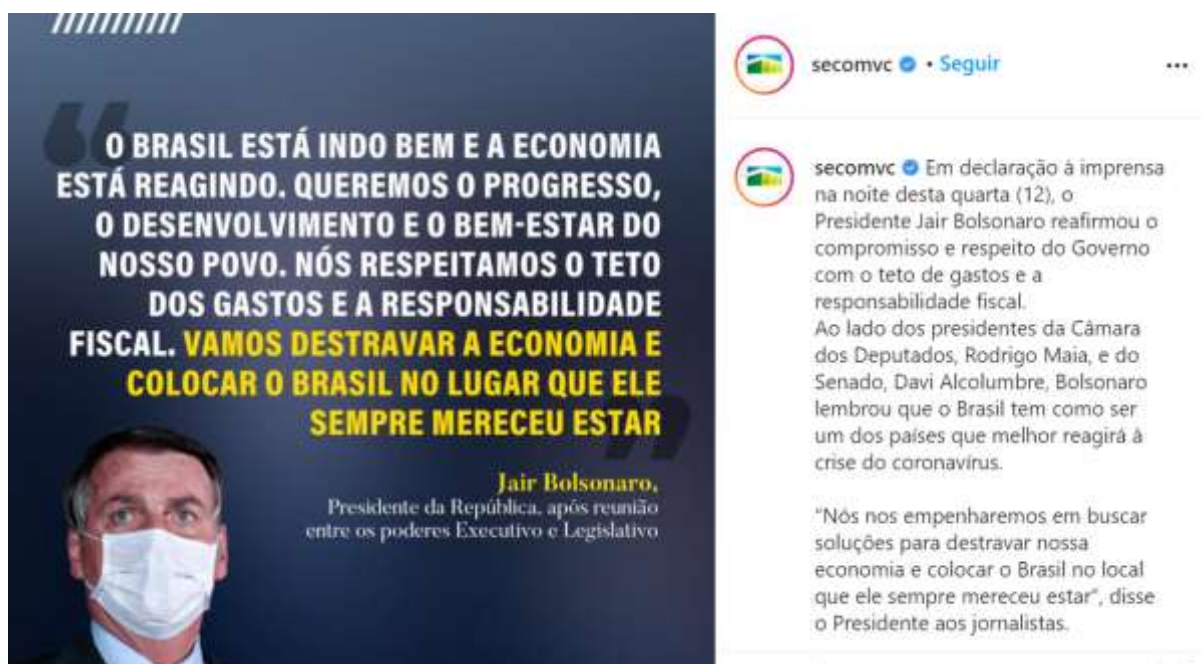 O BRASIL ESTÁ INDO BEM E A ECONOMIA
ESTÁ REAGINDO. QUEREMOS O PROGRESSO,
O DESENVOLVIMENTO E O BEM-ESTAR DO
NOSSO POVO. NÓS RESPEITAMOS O TETO
DOS GASTOS E A RESPONSABILIDADE
FISCAL. VAMOS DESTRAVAR A ECONOMIA E
COLOCAR O BRASIL NO LUGAR QUE ELE
SEMPRE MERECEU ESTAR
Jair Bolsonaro,
Presidente da República, após reunião
entre os poderes Executivo e Legislativo
secomvc • Seguir
secomvc Em declaração à imprensa
na noite desta quarta (12), o
Presidente Jair Bolsonaro reafirmou o
compromisso e respeito do Governo
com o teto de gastos e a
responsabilidade fiscal.
Ao lado dos presidentes da Câmara
dos Deputados, Rodrigo Maia, e do
Senado, Davi Alcolumbre, Bolsonaro
lembrou que o Brasil tem como ser
um dos países que melhor reagirá à
crise do coronavírus.
"Nós nos empenharemos em buscar
soluções para destravar nossa
economia e colocar o Brasil no local
que ele sempre mereceu estar", disse
o Presidente aos jornalistas.